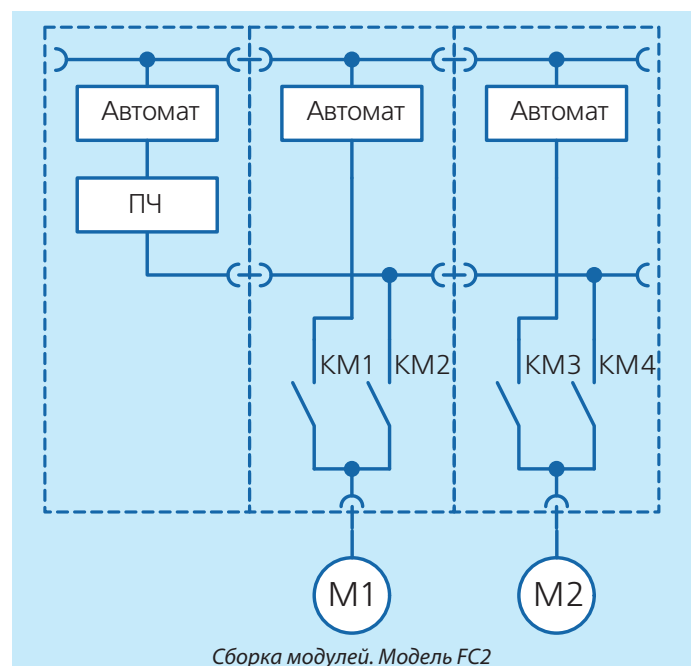 Автомат Автомат Автомат
ПЧ
КМ1 КМ2 КМ3 КМ4
М1 М2
Сборка модулей. Модель FC2